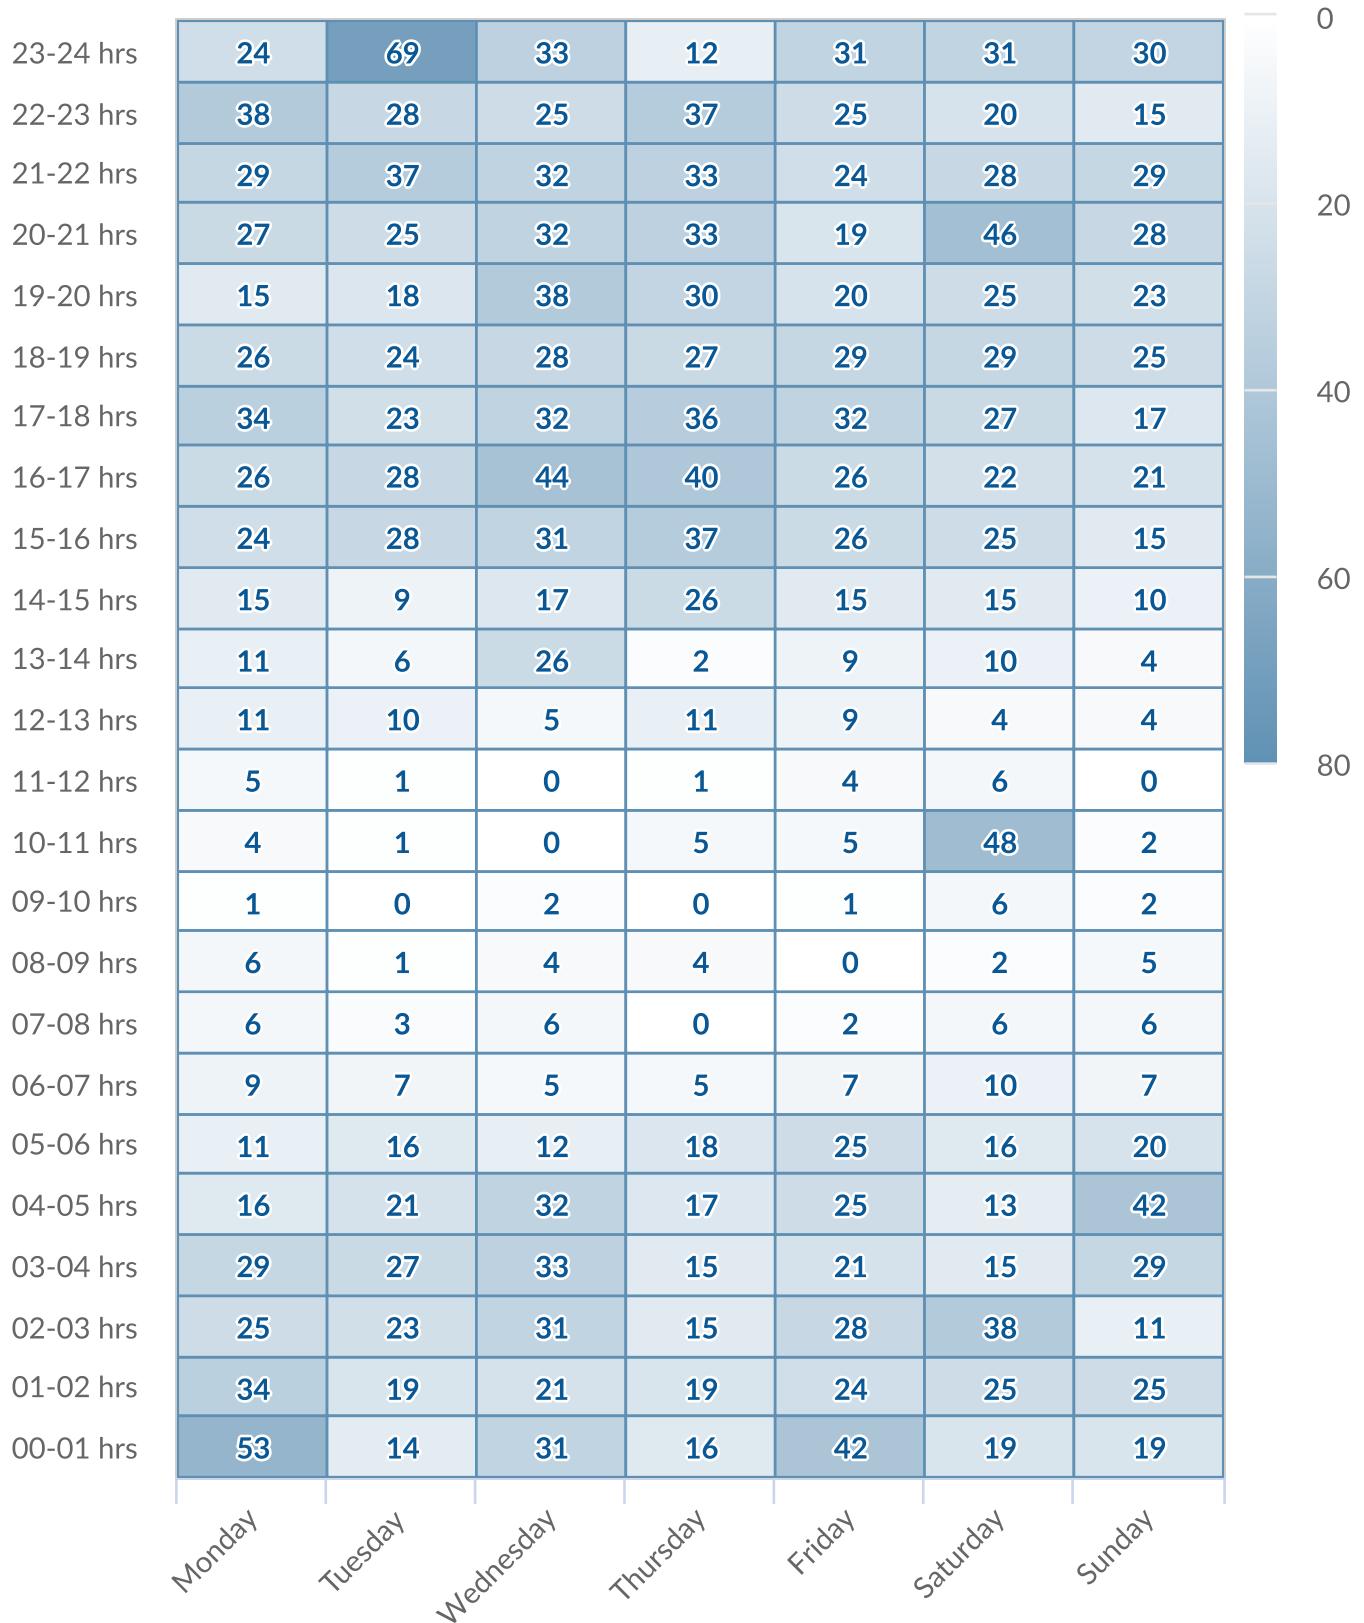 23-24 hrs 24 69 33 12 31 31 30
22-23 hrs 38 28 25 37 25 20 15
21-22 hrs 29 37 32 33 24 28 29
20-21 hrs 27 25 32 33 19 46 28
19-20 hrs 15 18 38 30 20 25 23
18-19 hrs 26 24 28 27 29 29 25
17-18 hrs 34 23 32 36 32 27 17
16-17 hrs 26 28 44 40 26 22 21
15-16 hrs 24 28 31 37 26 25 15
14-15 hrs 15 9 17 26 15 15 10
13-14 hrs 11 6 26 2 9 10 4
12-13 hrs 11 10 5 11 9 4 4
11-12 hrs 5 1 0 1 4 6 0
10-11 hrs 4 1 0 5 5 48 2
09-10 hrs 1 0 2 0 1 6 2
08-09 hrs 6 1 4 4 0 2 5
07-08 hrs 6 3 6 0 2 6 6
06-07 hrs 9 7 5 5 7 10 7
05-06 hrs 11 16 12 18 25 16 20
04-05 hrs 16 21 32 17 25 13 42
03-04 hrs 29 27 33 15 21 15 29
02-03 hrs 25 23 31 15 28 38 11
01-02 hrs 34 19 21 19 24 25 25
00-01 hrs 53 14 31 16 42 19 19
Monday Tuesday Wednesday Thursday Friday Saturday Sunday
0
20
40
60
80